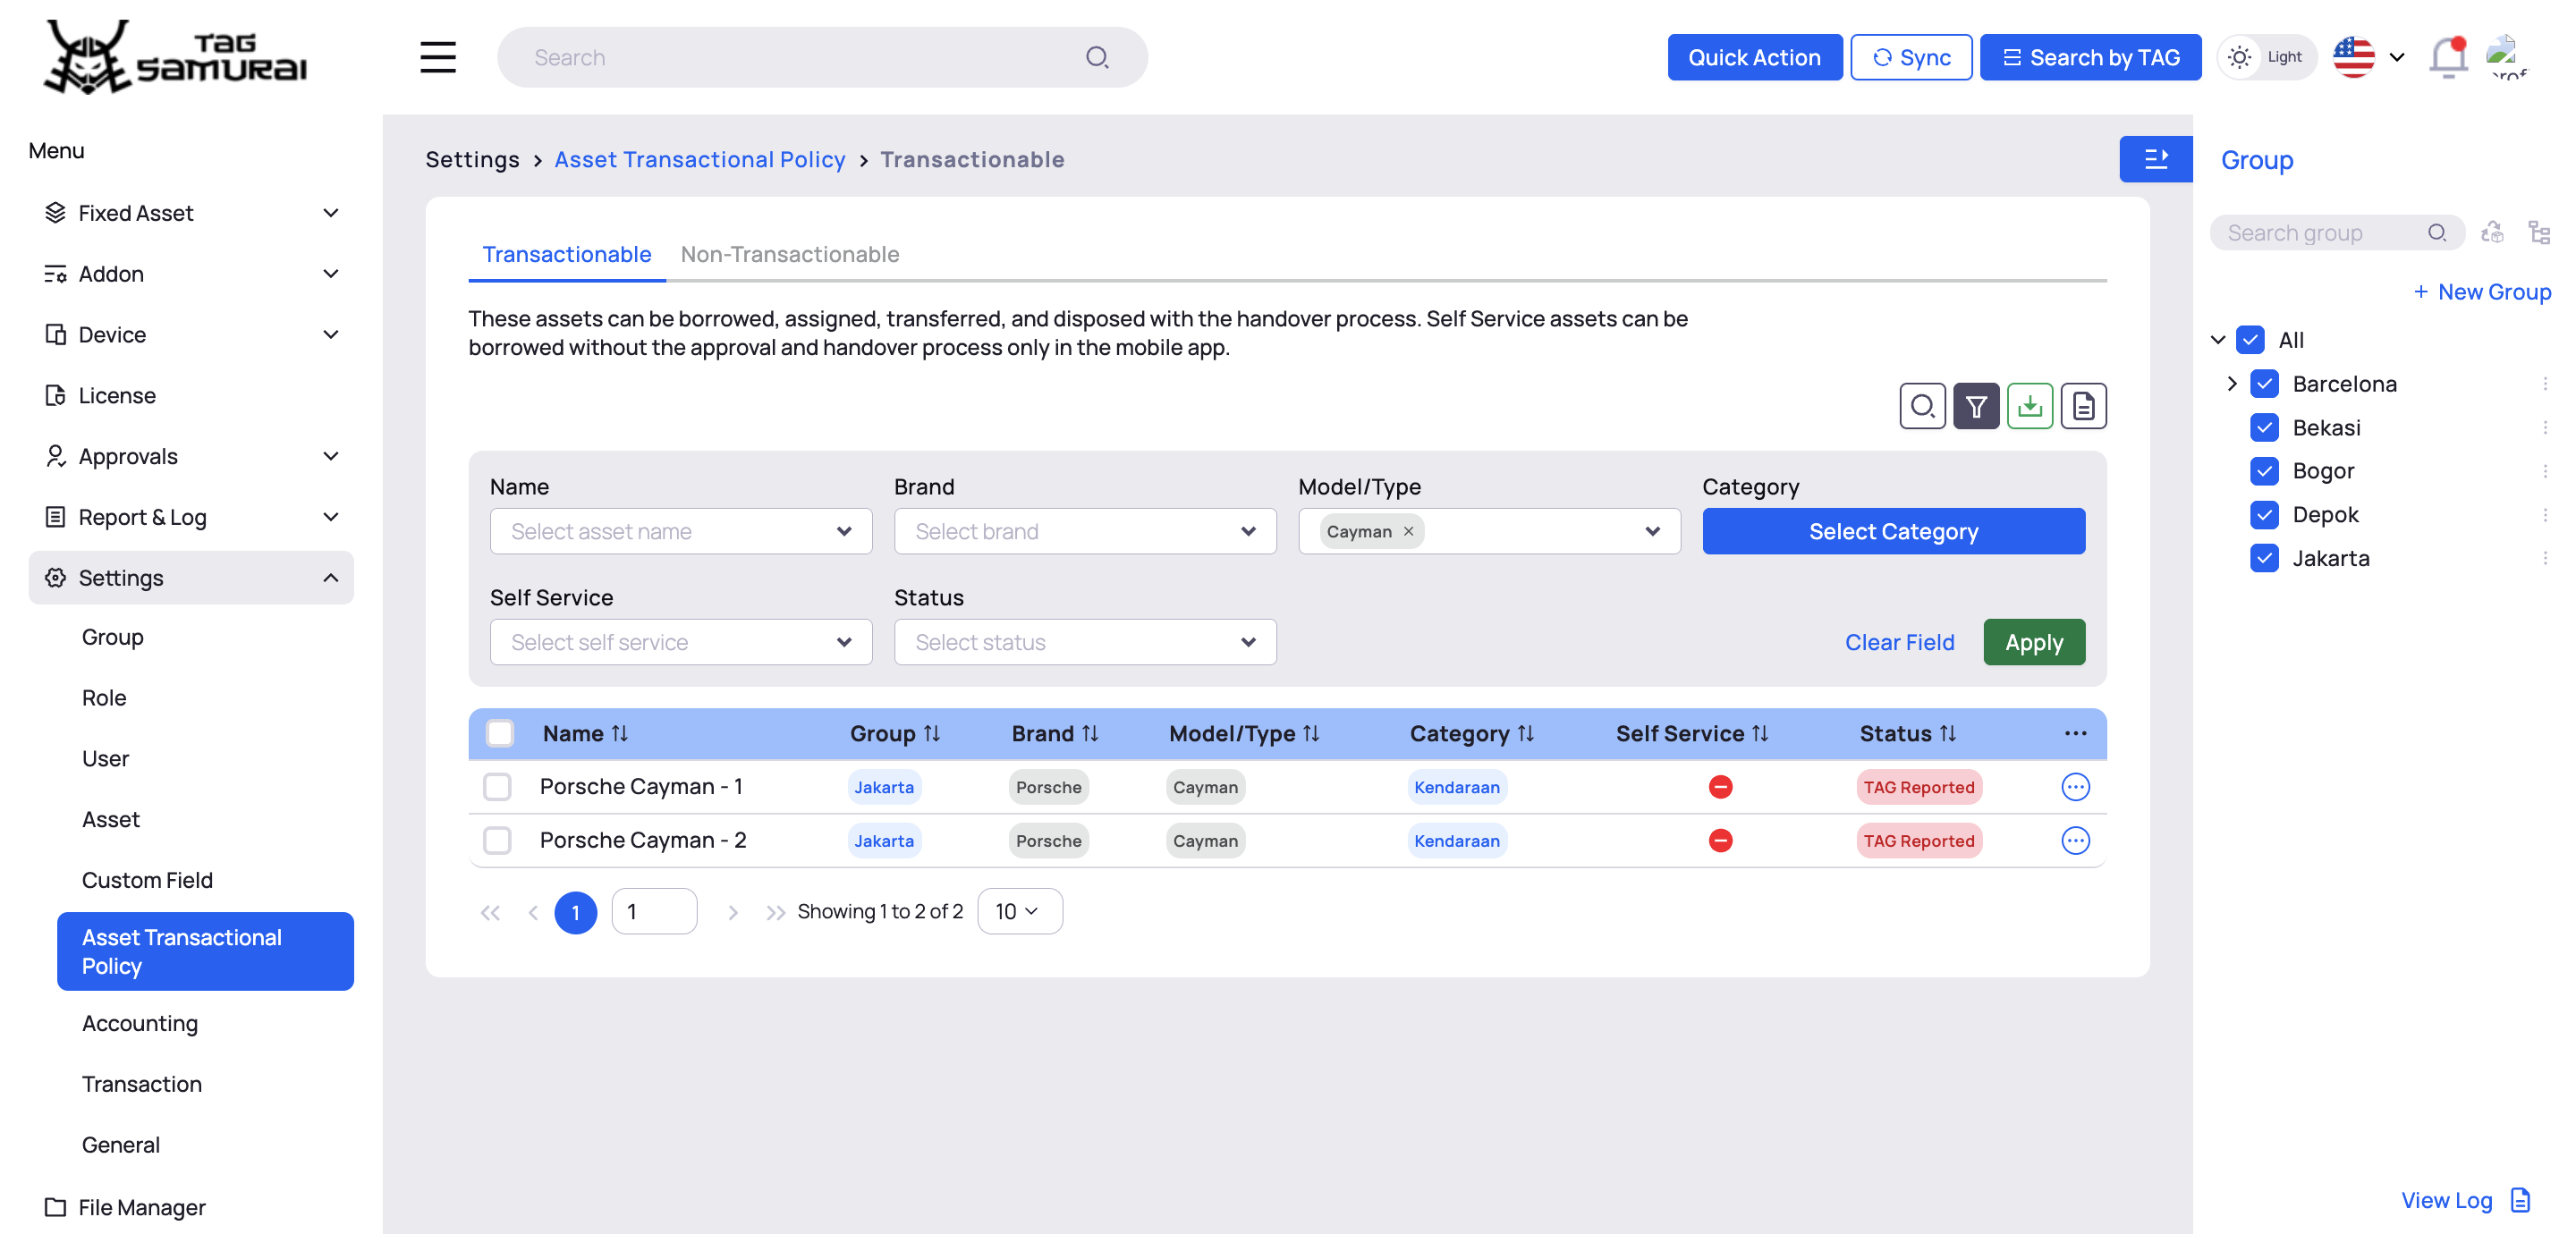 TAG
SAMURAI
Search
Quick Action
Sync
Search by TAG
Light
Menu
Fixed Asset
Addon
Device
License
Approvals
Report & Log
Settings
Group
Role
User
Asset
Custom Field
Asset Transactional
Policy
Accounting
Transaction
General
File Manager
Settings > Asset Transactional Policy > Transactionable
Transactionable
Non-Transactionable
These assets can be borrowed, assigned, transferred, and disposed with the handover process. Self Service assets can be
borrowed without the approval and handover process only in the mobile app.
Name
Brand
Model/Type
Category
Select asset name
Select brand
Cayman
Select Category
Self Service
Status
Select self service
Select status
Clear Field
Apply
Name Group Brand Model/Type Category Self Service Status
Porsche Cayman - 1 Jakarta Porsche Cayman Kendaraan TAG Reported
Porsche Cayman - 2 Jakarta Porsche Cayman Kendaraan TAG Reported
1 1 Showing 1 to 2 of 2 10
Group
Search group
+ New Group
All
Barcelona
Bekasi
Bogor
Depok
Jakarta
View Log